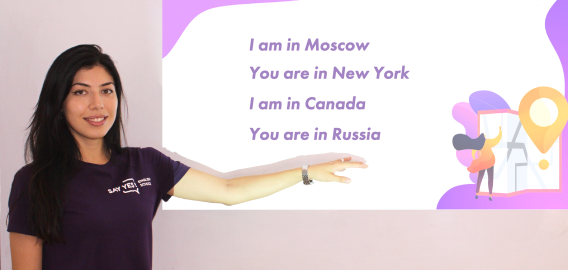 I am in Moscow
You are in New York
I am in Canada
You are in Russia
SAY YES!